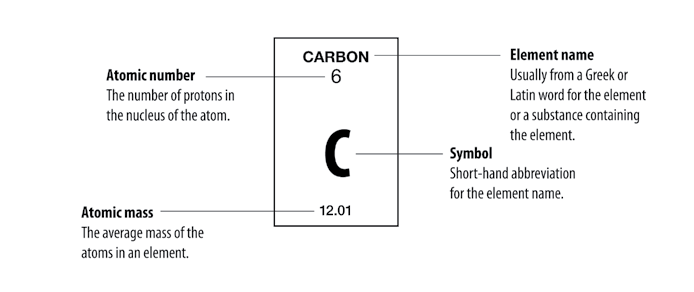 CARBON
6
C
12.01
Atomic number
The number of protons in
the nucleus of the atom.
Atomic mass
The average mass of the
atoms in an element.
Element name
Usually from a Greek or
Latin word for the element
or a substance containing
the element.
Symbol
Short-hand abbreviation
for the element name.